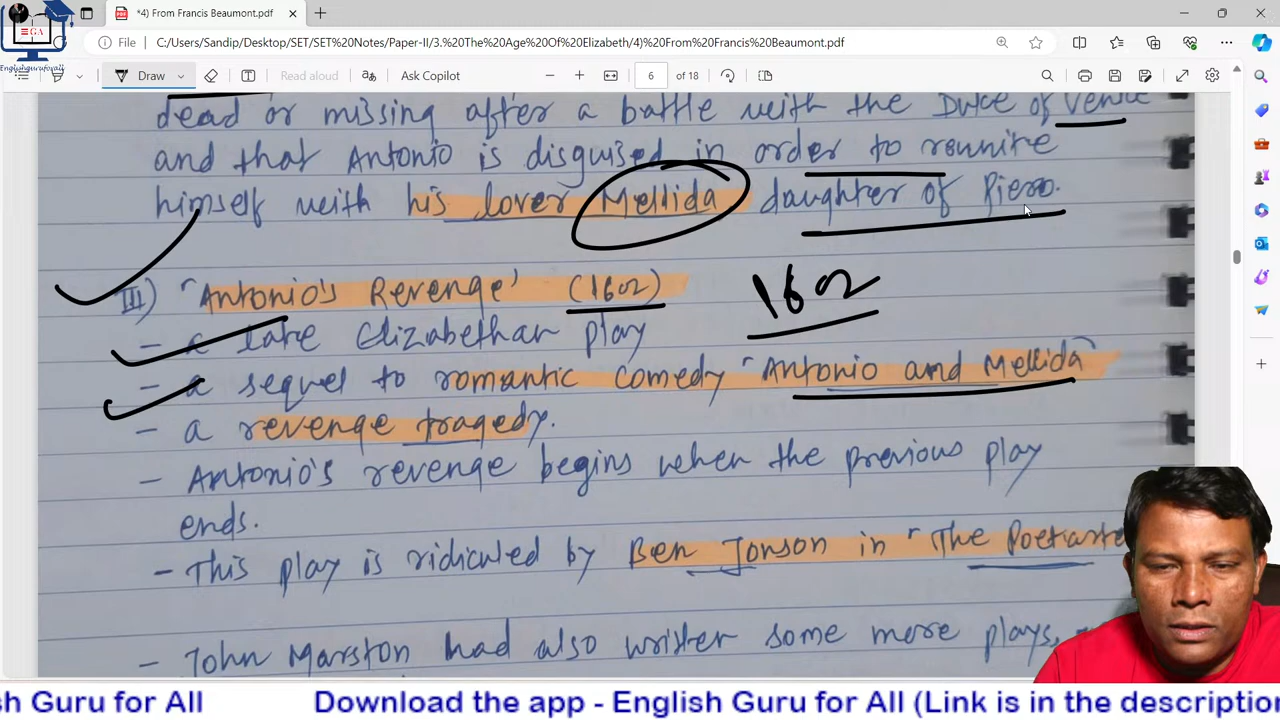 *4) From Francis Beaumont.pdf
File C:/Users/Sandip/Desktop/SET/SET%20Notes/Paper-II/3.%20The%20Age%20Of%20Elizabeth/4)%20From%20Francis%20Beaumont.pdf
Draw Read aloud Ask Copilot 6 of 18
EGA
Englishguruforall
dead or missing after a battle with the Duke of Venice
and that Antonio is disguised in order to reunite
himself with his lover Mellida daughter of Piero.
III) "Antonio's Revenge' (1602) 1602
- a late Elizabethan play
- a sequel to romantic comedy "Antonio and Mellida"
- a revenge tragedy.
- Antonio's revenge begins when the previous play
ends.
- This play is ridiculed by Ben Jonson in "The
- John Marston had also written some more plays,
sh Guru for All Download the app - English Guru for All (Link is in the description